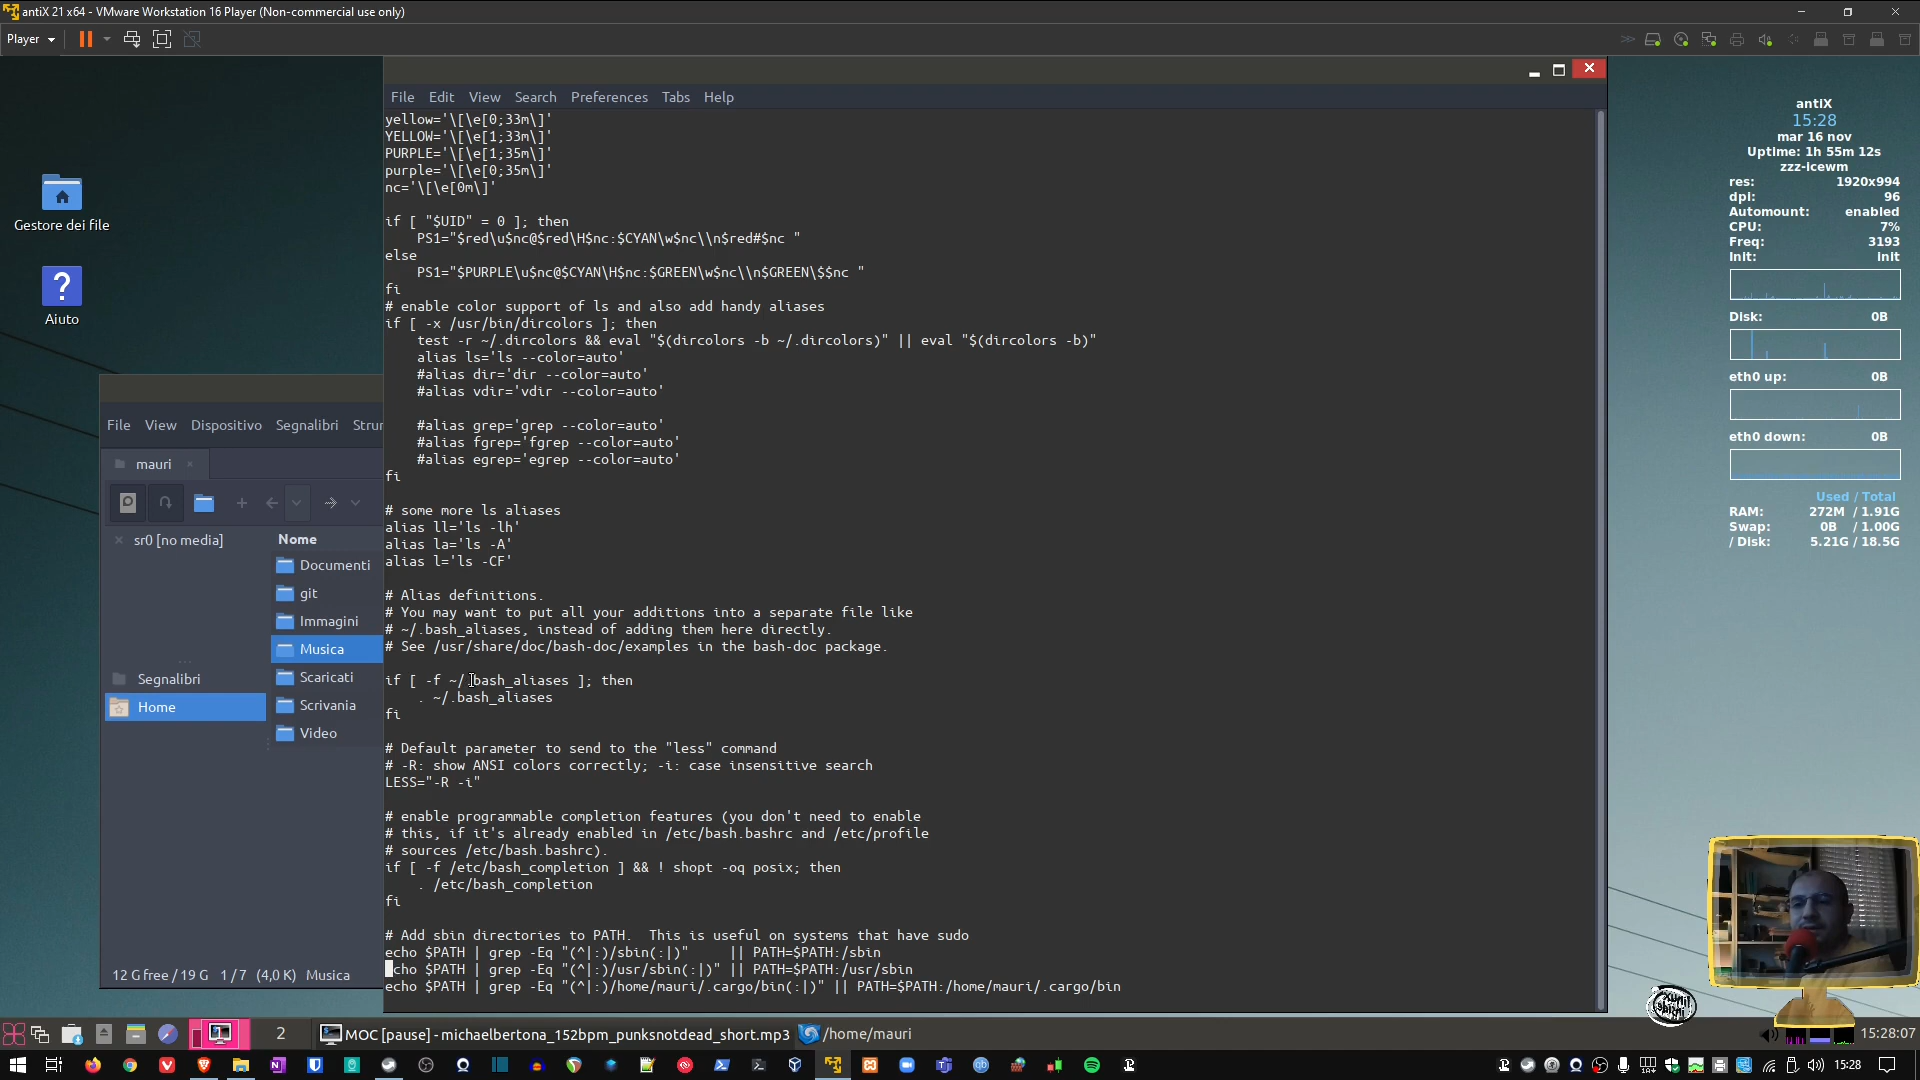 antiX 21 x64 - VMware Workstation 16 Player (Non-commercial use only)
Player
File Edit View Search Preferences Tabs Help
yellow='\[\e[0;33m\]'
YELLOW='\[\e[1;33m\]'
PURPLE='\[\e[1;35m\]'
purple='\[\e[0;35m\]'
nc='\[\e[0m\]'
if [ "$UID" = 0 ]; then
    PS1="$red\u$nc@$red\H$nc:$CYAN\w$nc\\n$red#$nc "
else
    PS1="$PURPLE\u$nc@$CYAN\H$nc:$GREEN\w$nc\\n$GREEN\$$nc "
fi
# enable color support of ls and also add handy aliases
if [ -x /usr/bin/dircolors ]; then
    test -r ~/.dircolors && eval "$(dircolors -b ~/.dircolors)" || eval "$(dircolors -b)"
    alias ls='ls --color=auto'
    #alias dir='dir --color=auto'
    #alias vdir='vdir --color=auto'
    #alias grep='grep --color=auto'
    #alias fgrep='fgrep --color=auto'
    #alias egrep='egrep --color=auto'
fi
# some more ls aliases
alias ll='ls -lh'
alias la='ls -A'
alias l='ls -CF'
# Alias definitions.
# You may want to put all your additions into a separate file like
# ~/.bash_aliases, instead of adding them here directly.
# See /usr/share/doc/bash-doc/examples in the bash-doc package.
if [ -f ~/.bash_aliases ]; then
    . ~/.bash_aliases
fi
# Default parameter to send to the "less" command
# -R: show ANSI colors correctly; -i: case insensitive search
LESS="-R -i"
# enable programmable completion features (you don't need to enable
# this, if it's already enabled in /etc/bash.bashrc and /etc/profile
# sources /etc/bash.bashrc).
if [ -f /etc/bash_completion ] && ! shopt -oq posix; then
    . /etc/bash_completion
fi
# Add sbin directories to PATH.  This is useful on systems that have sudo
echo $PATH | grep -Eq "(^|:)/sbin(:|)"     || PATH=$PATH:/sbin
echo $PATH | grep -Eq "(^|:)/usr/sbin(:|)" || PATH=$PATH:/usr/sbin
echo $PATH | grep -Eq "(^|:)/home/mauri/.cargo/bin(:|)" || PATH=$PATH:/home/mauri/.cargo/bin
Gestore dei file
Aiuto
File View Dispositivo Segnalibri Stru
mauri
sr0 [no media]
Segnalibri
Home
Nome
Documenti
git
Immagini
Musica
Scaricati
Scrivania
Video
12 G free / 19 G 1 / 7 (4,0 K) Musica
antiX
15:28
mar 16 nov
Uptime: 1h 55m 12s
zzz-icewm
res: 1920x994
dpi: 96
Automount: enabled
CPU: 7%
Freq: 3193
Init: init
Disk: 0B
eth0 up: 0B
eth0 down: 0B
Used / Total
RAM: 272M / 1.91G
Swap: 0B / 1.00G
/ Disk: 5.21G / 18.5G
1 2 MOC [pause] - michaelbertona_152bpm_punksnotdead_short.mp3 /home/mauri 15:28:07
15:28